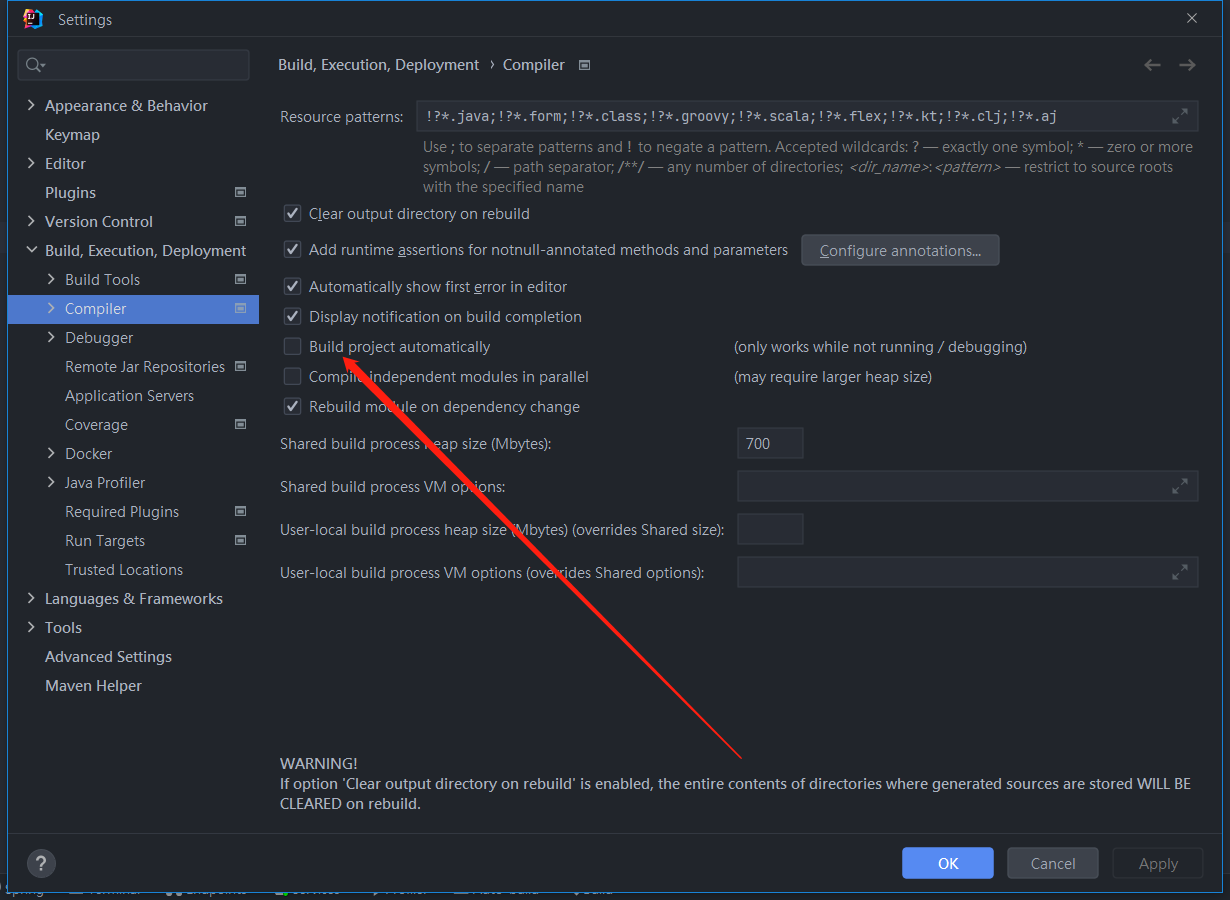 Settings
Build, Execution, Deployment › Compiler
Appearance & Behavior
Keymap
Editor
Plugins
Version Control
Build, Execution, Deployment
Build Tools
Compiler
Debugger
Remote Jar Repositories
Application Servers
Coverage
Docker
Java Profiler
Required Plugins
Run Targets
Trusted Locations
Languages & Frameworks
Tools
Advanced Settings
Maven Helper
Resource patterns: !?*.java;!?*.form;!?*.class;!?*.groovy;!?*.scala;!?*.flex;!?*.kt;!?*.clj;!?*.aj
Use ; to separate patterns and ! to negate a pattern. Accepted wildcards: ? — exactly one symbol; * — zero or more
symbols; / — path separator; /**/ — any number of directories; <dir_name>:<pattern> — restrict to source roots
with the specified name
Clear output directory on rebuild
Add runtime assertions for notnull-annotated methods and parameters Configure annotations...
Automatically show first error in editor
Display notification on build completion
Build project automatically (only works while not running / debugging)
Compile independent modules in parallel (may require larger heap size)
Rebuild module on dependency change
Shared build process heap size (Mbytes): 700
Shared build process VM options:
User-local build process heap size (Mbytes) (overrides Shared size):
User-local build process VM options (overrides Shared options):
WARNING!
If option 'Clear output directory on rebuild' is enabled, the entire contents of directories where generated sources are stored WILL BE
CLEARED on rebuild.
? OK Cancel Apply